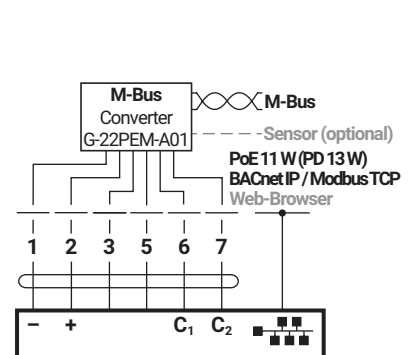 M-Bus
Converter
G-22PEM-A01
M-Bus
Sensor (optional)
PoE 11 W (PD 13 W)
BACnet IP / Modbus TCP
Web-Browser
1 2 3 5 6 7
– + C₁ C₂